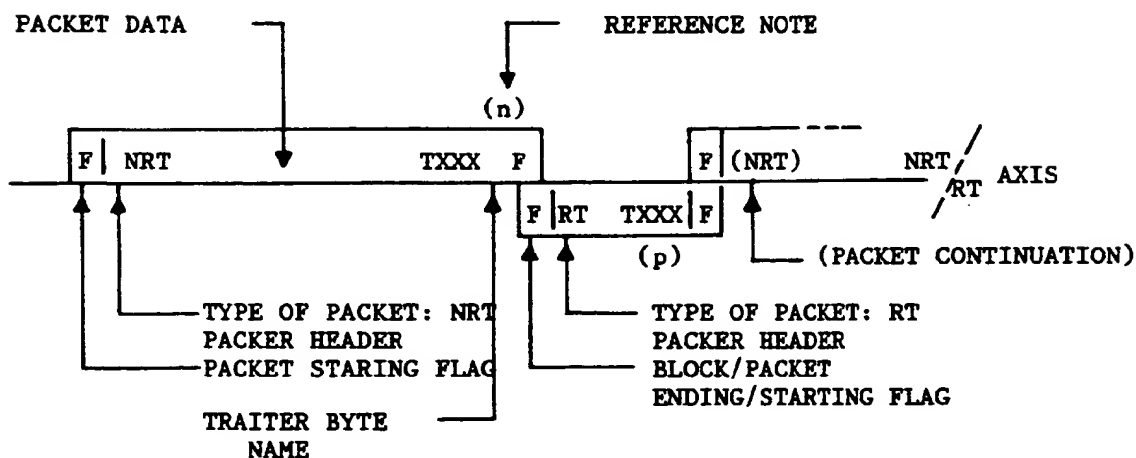 PACKET DATA REFERENCE NOTE
(n)
F | NRT TXXX F F (NRT) NRT
RT AXIS
F | RT TXXX | F
(p) (PACKET CONTINUATION)
TYPE OF PACKET: NRT TYPE OF PACKET: RT
PACKER HEADER PACKER HEADER
PACKET STARING FLAG BLOCK/PACKET
ENDING/STARTING FLAG
TRAITER BYTE
NAME